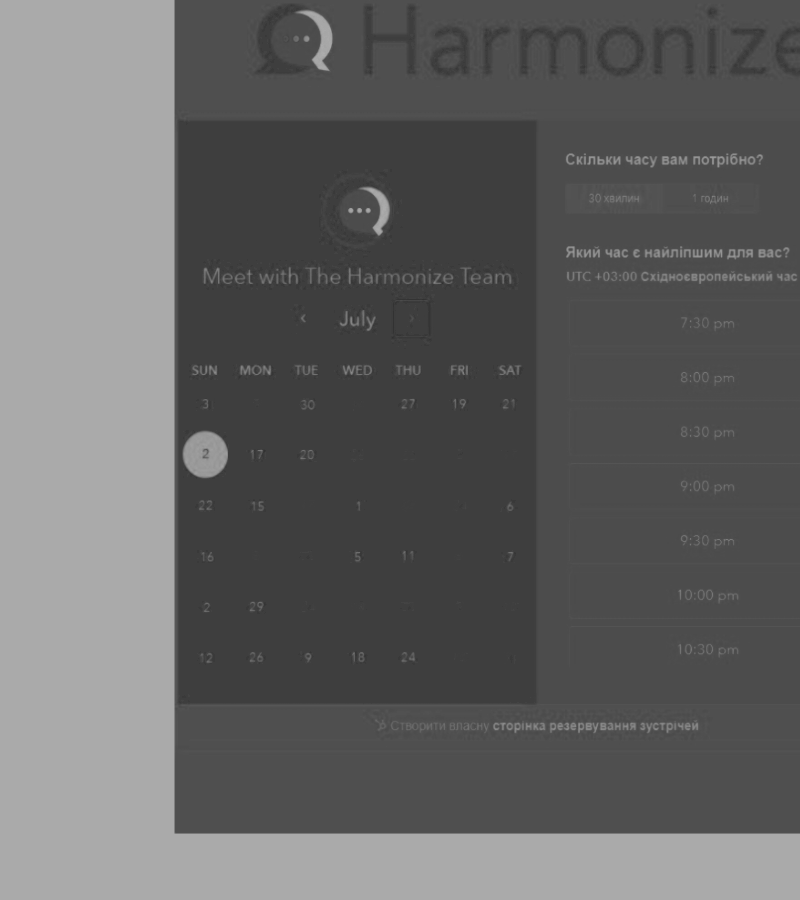 Harmonize
Meet with The Harmonize Team
‹ July ›
SUN MON TUE WED THU FRI SAT
3 30 27 19 21
2 17 20
22 15 1 6
16 5 11 7
2 29
12 26 9 18 24
Скільки часу вам потрібно?
30 хвилин 1 годин
Який час є найліпшим для вас?
UTC +03:00 Східноєвропейський час
7:30 pm
8:00 pm
8:30 pm
9:00 pm
9:30 pm
10:00 pm
10:30 pm
Створити власну сторінка резервування зустрічей